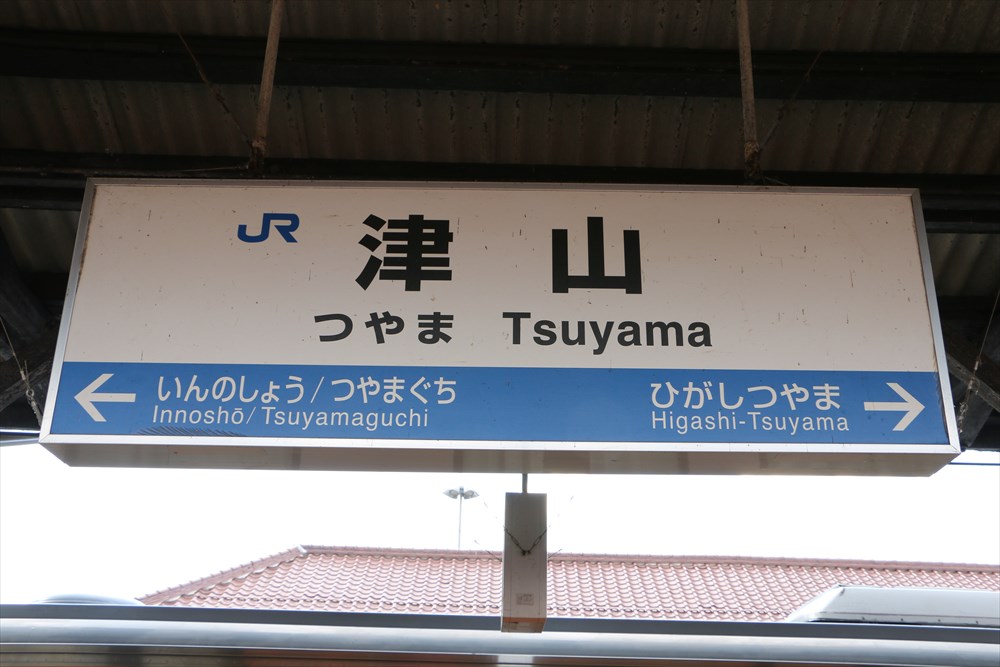 JR 津山
つやま Tsuyama
← いんのしょう/つやまぐち
Innoshō/Tsuyamaguchi
ひがしつやま →
Higashi-Tsuyama